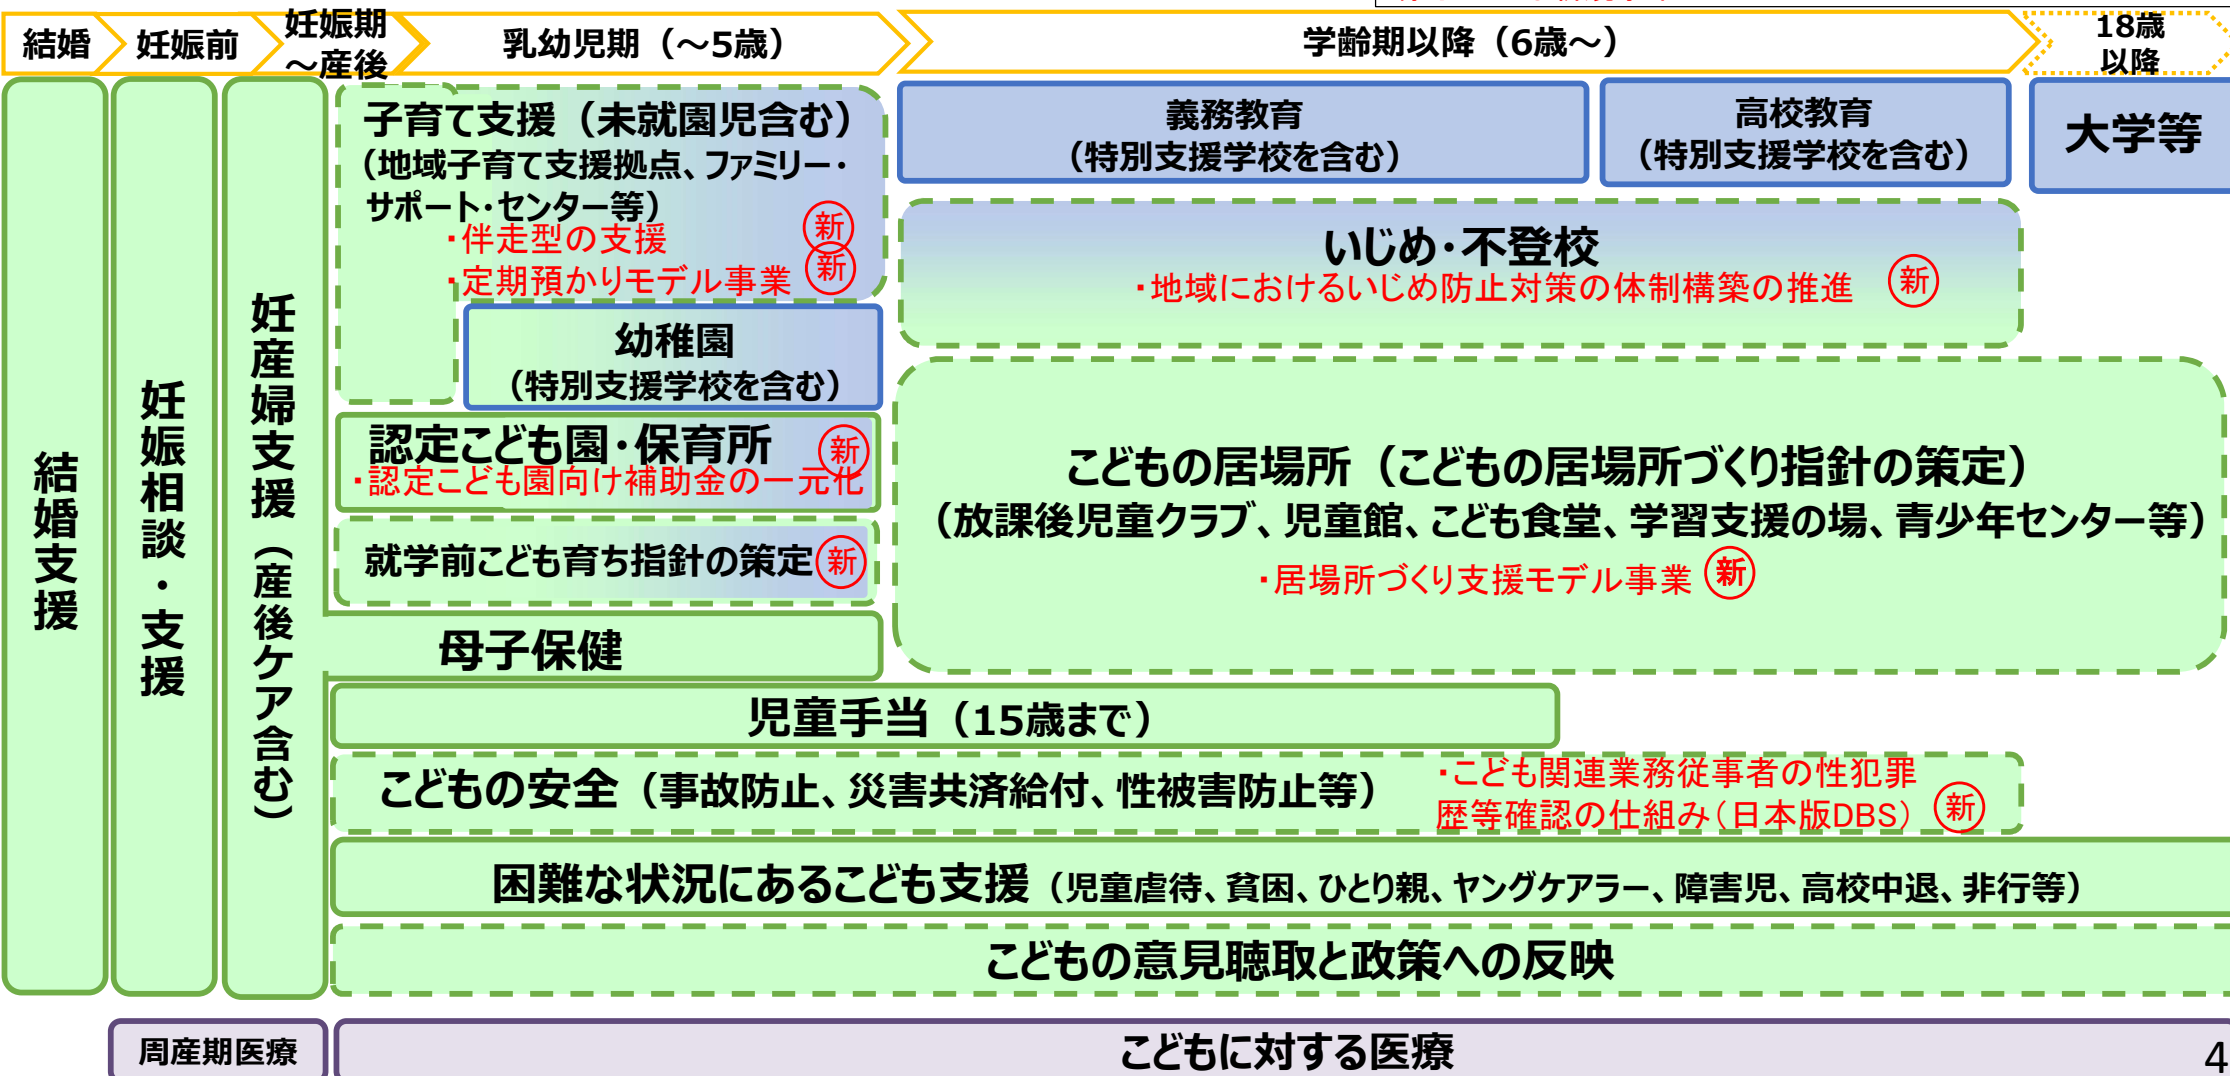 結婚
妊娠前
妊娠期
～産後
乳幼児期（～5歳）
学齢期以降（6歳～）
18歳
以降
結婚支援
妊娠相談・支援
妊産婦支援（産後ケア含む）
子育て支援（未就園児含む）
（地域子育て支援拠点、ファミリー・
サポート・センター等）
・伴走型の支援 新
・定期預かりモデル事業 新
幼稚園
（特別支援学校を含む）
認定こども園・保育所 新
・認定こども園向け補助金の一元化
就学前こども育ち指針の策定 新
母子保健
義務教育
（特別支援学校を含む）
高校教育
（特別支援学校を含む）
大学等
いじめ・不登校
・地域におけるいじめ防止対策の体制構築の推進 新
こどもの居場所（こどもの居場所づくり指針の策定）
（放課後児童クラブ、児童館、こども食堂、学習支援の場、青少年センター等）
・居場所づくり支援モデル事業 新
児童手当（15歳まで）
こどもの安全（事故防止、災害共済給付、性被害防止等）
・こども関連業務従事者の性犯罪
歴等確認の仕組み（日本版DBS） 新
困難な状況にあるこども支援（児童虐待、貧困、ひとり親、ヤングケアラー、障害児、高校中退、非行等）
こどもの意見聴取と政策への反映
周産期医療
こどもに対する医療
4